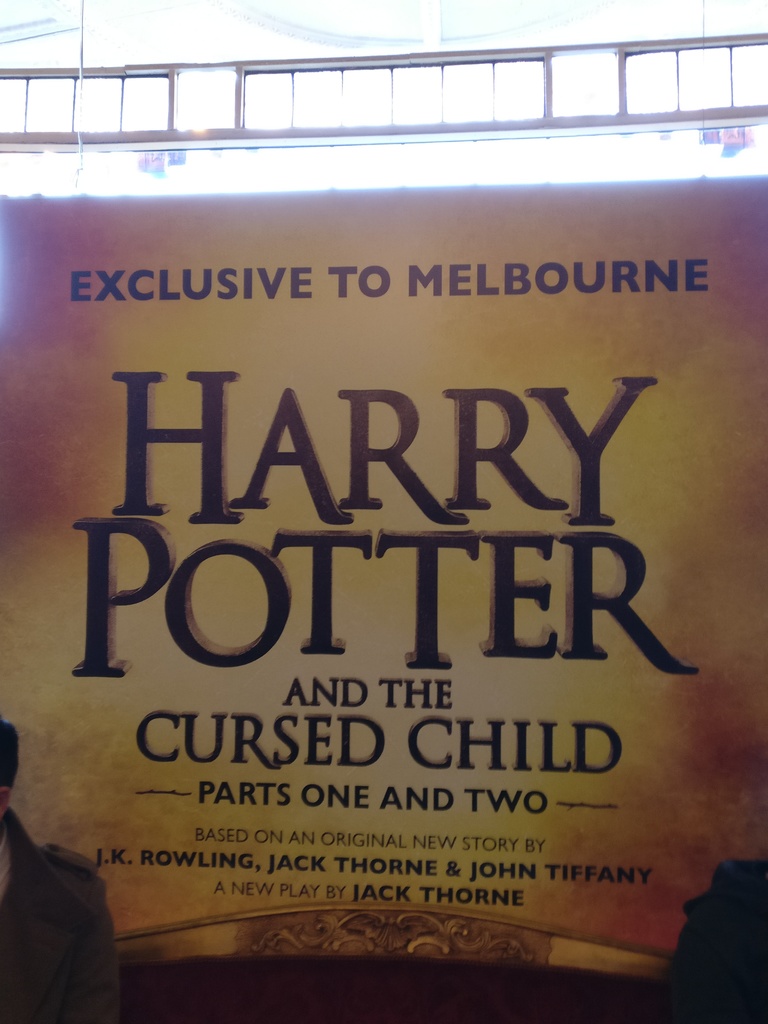 EXCLUSIVE TO MELBOURNE
HARRY
POTTER
AND THE
CURSED CHILD
PARTS ONE AND TWO
BASED ON AN ORIGINAL NEW STORY BY
J.K. ROWLING, JACK THORNE & JOHN TIFFANY
A NEW PLAY BY JACK THORNE